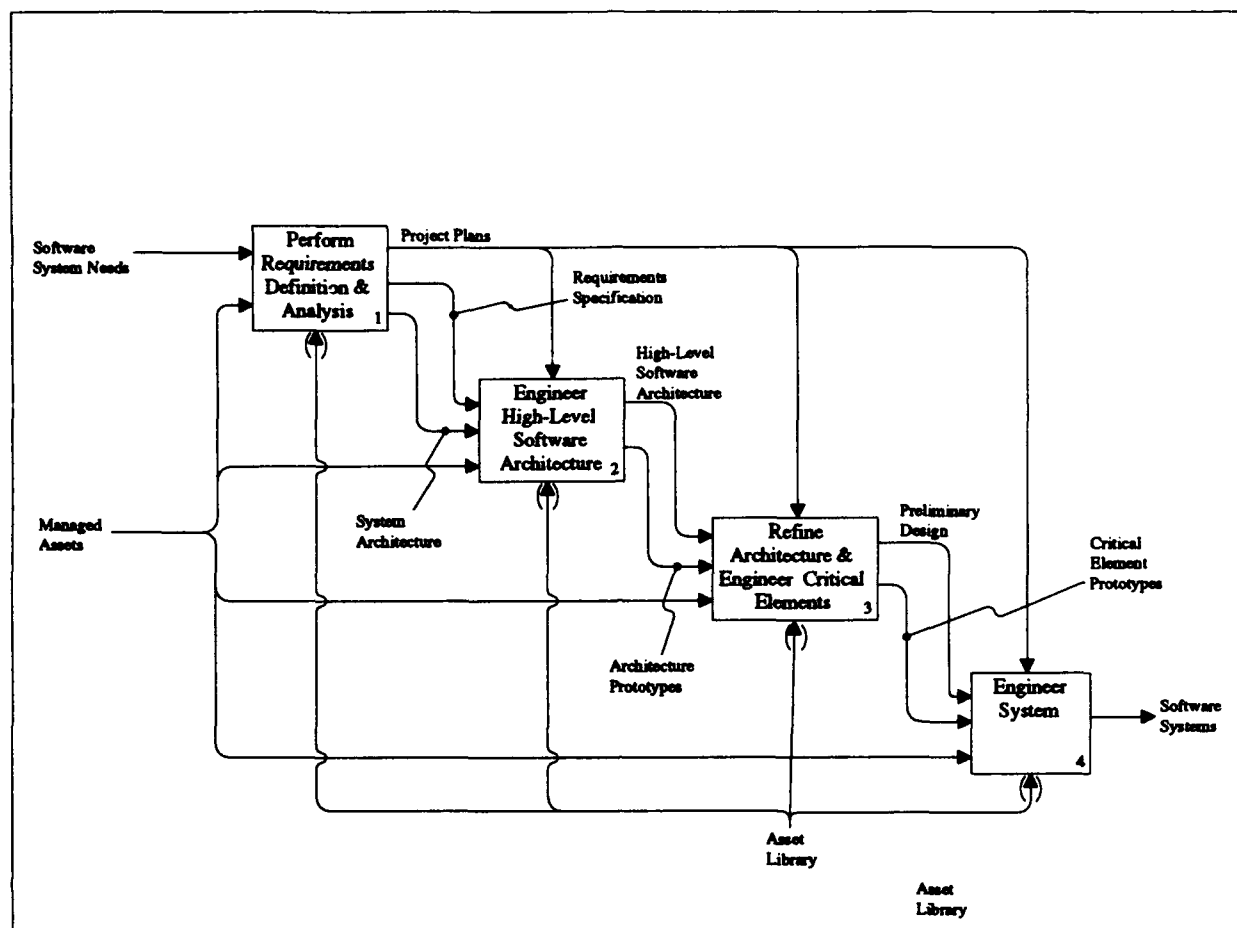 Project Plans
Perform
Requirements
Definition &
Analysis
1
Software
System Needs
Requirements
Specification
High-Level
Software
Architecture
Engineer
High-Level
Software
Architecture
2
System
Architecture
Managed
Assets
Preliminary
Design
Refine
Architecture &
Engineer Critical
Elements
3
Critical
Element
Prototypes
Architecture
Prototypes
Engineer
System
4
Software
Systems
Asset
Library
Asset
Library